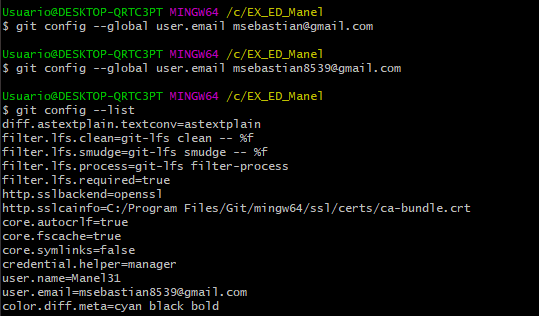 Usuario@DESKTOP-QRTC3PT MINGW64 /c/EX_ED_Manel
$ git config --global user.email msebastian@gmail.com
Usuario@DESKTOP-QRTC3PT MINGW64 /c/EX_ED_Manel
$ git config --global user.email msebastian8539@gmail.com
Usuario@DESKTOP-QRTC3PT MINGW64 /c/EX_ED_Manel
$ git config --list
diff.astextplain.textconv=astextplain
filter.lfs.clean=git-lfs clean -- %f
filter.lfs.smudge=git-lfs smudge -- %f
filter.lfs.process=git-lfs filter-process
filter.lfs.required=true
http.sslbackend=openssl
http.sslcainfo=C:/Program Files/Git/mingw64/ssl/certs/ca-bundle.crt
core.autocrlf=true
core.fscache=true
core.symlinks=false
credential.helper=manager
user.name=Manel31
user.email=msebastian8539@gmail.com
color.diff.meta=cyan black bold